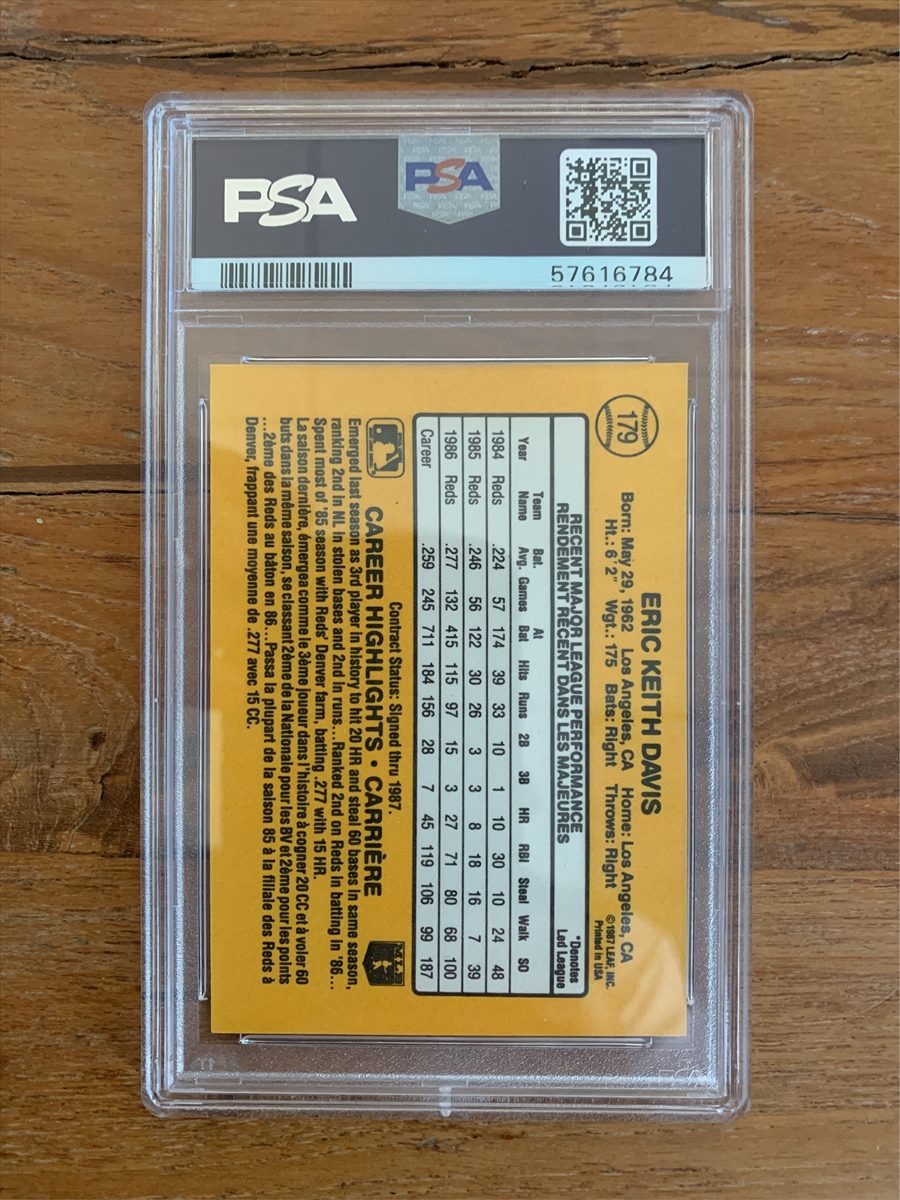 PSA
PSA
57616784
179
ERIC KEITH DAVIS
Born: May 29, 1962 Los Angeles, CA Home: Los Angeles, CA
Ht.: 6' 2" Wgt.: 175 Bats: Right Throws: Right
©1987 LEAF, INC.
Printed in USA
RECENT MAJOR LEAGUE PERFORMANCE
RENDEMENT RÉCENT DANS LES MAJEURES
*Denotes
Led League
Year Team Name Bat. Avg. Games At Bat Hits Runs 2B 3B HR RBI Steal Walk SO
1984 Reds .224 57 174 39 33 10 1 10 30 10 24 48
1985 Reds .246 56 122 30 26 3 3 8 18 16 7 39
1986 Reds .277 132 415 115 97 15 3 27 71 80 68 100
Career .259 245 711 184 156 28 7 45 119 106 99 187
Contract Status: Signed thru 1987.
CAREER HIGHLIGHTS • CARRIÈRE
Emerged last season as 3rd player in history to hit 20 HR and steal 60 bases in same season,
ranking 2nd in NL in stolen bases and 2nd in runs...Ranked 2nd on Reds in batting in '86...
Spent most of '85 season with Reds' Denver farm, batting .277 with 15 HR.
La saison dernière, émergea comme le 3ème joueur dans l'histoire à cogner 20 CC et à voler 60
buts dans la même saison, se classant 2ème de la Nationale pour les BV et 2ème pour les points
...2ème des Reds au bâton en 86...Passa la plupart de la saison 85 à la filiale des Reds à
Denver, frappant une moyenne de .277 avec 15 CC.
PSA